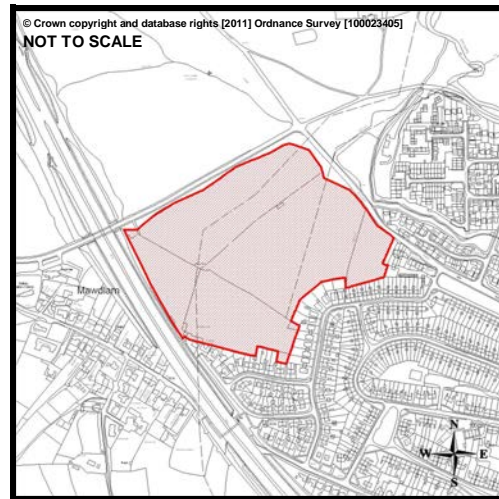 © Crown copyright and database rights [2011] Ordnance Survey [100023405]
NOT TO SCALE
Mawdlam
N
W E
S